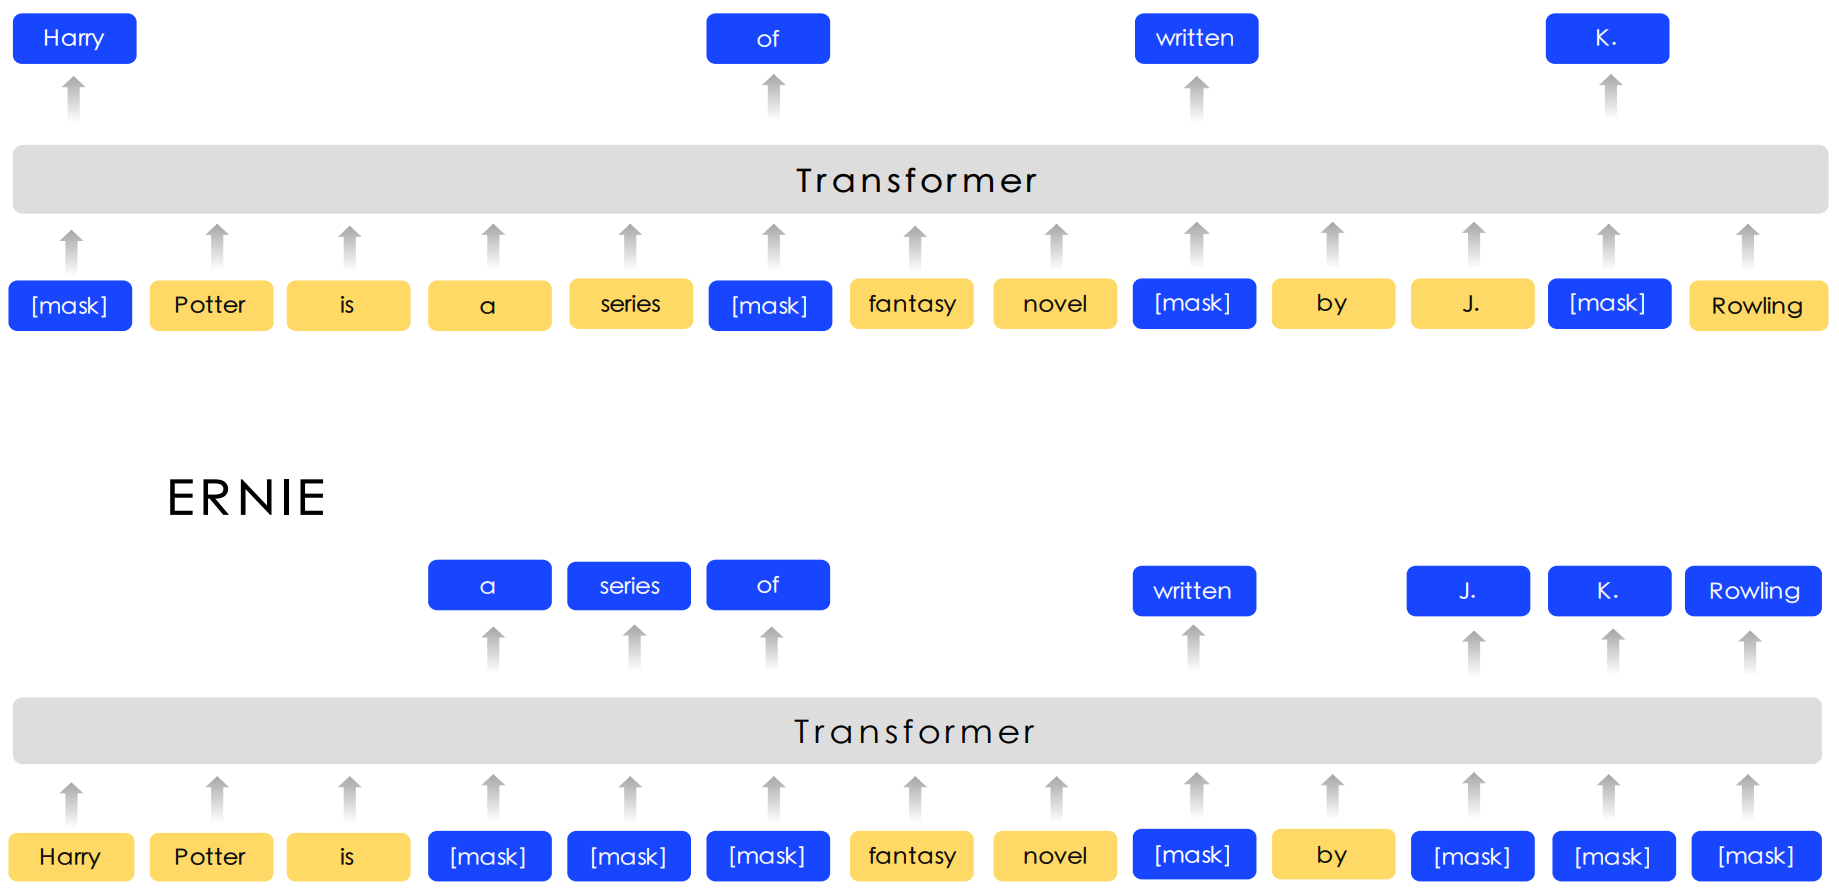 Harry of written K.
Transformer
[mask] Potter is a series [mask] fantasy novel [mask] by J. [mask] Rowling
ERNIE
a series of written J. K. Rowling
Transformer
Harry Potter is [mask] [mask] [mask] fantasy novel [mask] by [mask] [mask] [mask]